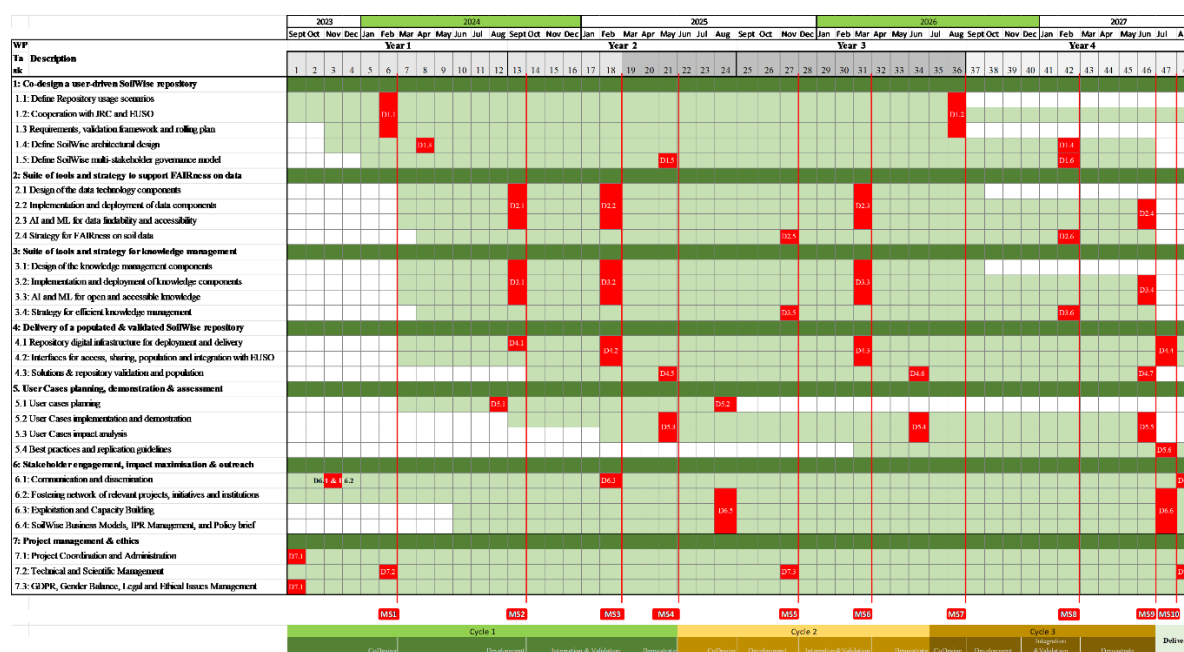 2023 2024 2025 2026 2027
Sept Oct Nov Dec Jan Feb Mar Apr May Jun Jul Aug Sept Oct Nov Dec Jan Feb Mar Apr May Jun Jul Aug Sept Oct Nov Dec Jan Feb Mar Apr May Jun Jul Aug Sept Oct Nov Dec Jan Feb Mar Apr May Jun Jul A
WP Year 1 Year 2 Year 3 Year 4
Ta Description
sk 1 2 3 4 5 6 7 8 9 10 11 12 13 14 15 16 17 18 19 20 21 22 23 24 25 26 27 28 29 30 31 32 33 34 35 36 37 38 39 40 41 42 43 44 45 46 47
1: Co-design a user-driven SoilWise repository
1.1: Define Repository usage scenarios
1.2: Cooperation with JRC and EUSO D1.1 D1.2
1.3 Requirements, validation framework and rolling plan
1.4: Define SoilWise architectural design D1.3 D1.4
1.5: Define SoilWise multi-stakeholder governance model D1.5 D1.6
2: Suite of tools and strategy to support FAIRness on data
2.1 Design of the data technology components
2.2 Implementation and deployment of data components D2.1 D2.2 D2.3
2.3 AI and ML for data findability and accessibility D2.4
2.4 Strategy for FAIRness on soil data D2.5 D2.6
3: Suite of tools and strategy for knowledge management
3.1: Design of the knowledge management components
3.2: Implementation and deployment of knowledge components D3.1 D3.2 D3.3
3.3: AI and ML for open and accessible knowledge D3.4
3.4: Strategy for efficient knowledge management D3.5 D3.6
4: Delivery of a populated & validated SoilWise repository
4.1 Repository digital infrastructure for deployment and delivery D4.1
4.2: Interfaces for access, sharing, population and integration with EUSO D4.2 D4.3 D4.4
4.3: Solutions & repository validation and population D4.5 D4.6 D4.7
5. User Cases planning, demonstration & assessment
5.1 User cases planning D5.1 D5.2
5.2 User Cases implementation and demostration
5.3 User Cases impact analysis D5.3 D5.4 D5.5
5.4 Best practices and replication guidelines D5.6
6: Stakeholder engagement, impact maximisation & outreach
6.1: Communication and dissemination D6.1 & D6.2 D6.3 D
6.2: Fostering network of relevant projects, initiatives and institutions
6.3: Exploitation and Capacity Building D6.5 D6.6
6.4: SoilWise Business Models, IPR Management, and Policy brief
7: Project management & ethics
7.1: Project Coordination and Administration D7.1
7.2: Technical and Scientific Management D7.2 D7.3 D
7.3: GDPR, Gender Balance, Legal and Ethical Issues Management D7.1
MS1 MS2 MS3 MS4 MS5 MS6 MS7 MS8 MS9 MS10
Cycle 1 Cycle 2 Cycle 3
Delive
CoDesign Development Integration & Validation Demonstrate CoDesign Development Integration & Validation Demonstrate CoDesign Development Integration & Validation Demonstrate